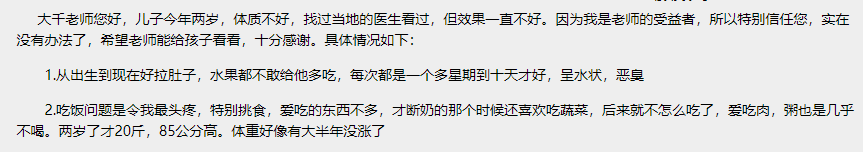 大千老师您好，儿子今年两岁，体质不好，找过当地的医生看过，但效果一直不好。因为我是老师的受益者，所以特别信任您，实在
没有办法了，希望老师能给孩子看看，十分感谢。具体情况如下：
1.从出生到现在好拉肚子，水果都不敢给他多吃，每次都是一个多星期到十天才好，呈水状，恶臭
2.吃饭问题是令我最头疼，特别挑食，爱吃的东西不多，才断奶的那个时候还喜欢吃蔬菜，后来就不怎么吃了，爱吃肉，粥也是几乎
不喝。两岁了才20斤，85公分高。体重好像有大半年没涨了